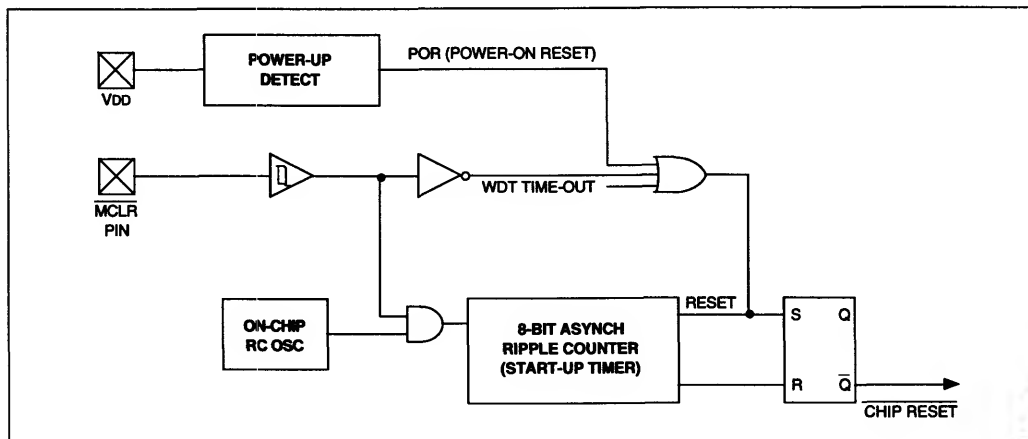 POWER-UP
DETECT
POR (POWER-ON RESET)
VDD
MCLR
PIN
WDT TIME-OUT
ON-CHIP
RC OSC
8-BIT ASYNCH
RIPPLE COUNTER
(START-UP TIMER)
RESET
S Q
R Q̅
CHIP RESET